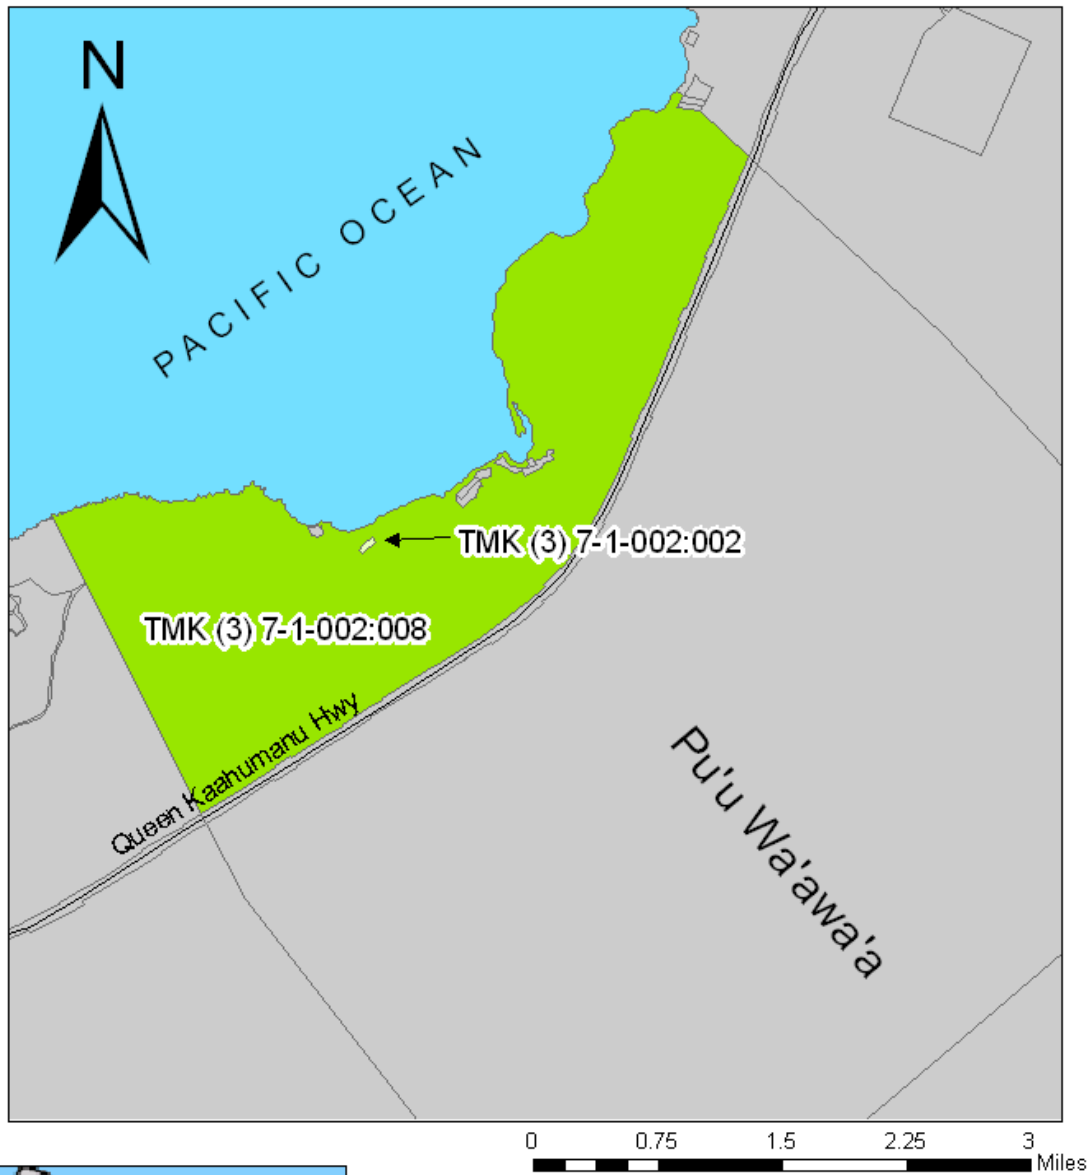 N
PACIFIC OCEAN
TMK (3) 7-1-002:002
TMK (3) 7-1-002:008
Queen Kaahumanu Hwy
Pu'u Wa'awa'a
0 0.75 1.5 2.25 3
Miles